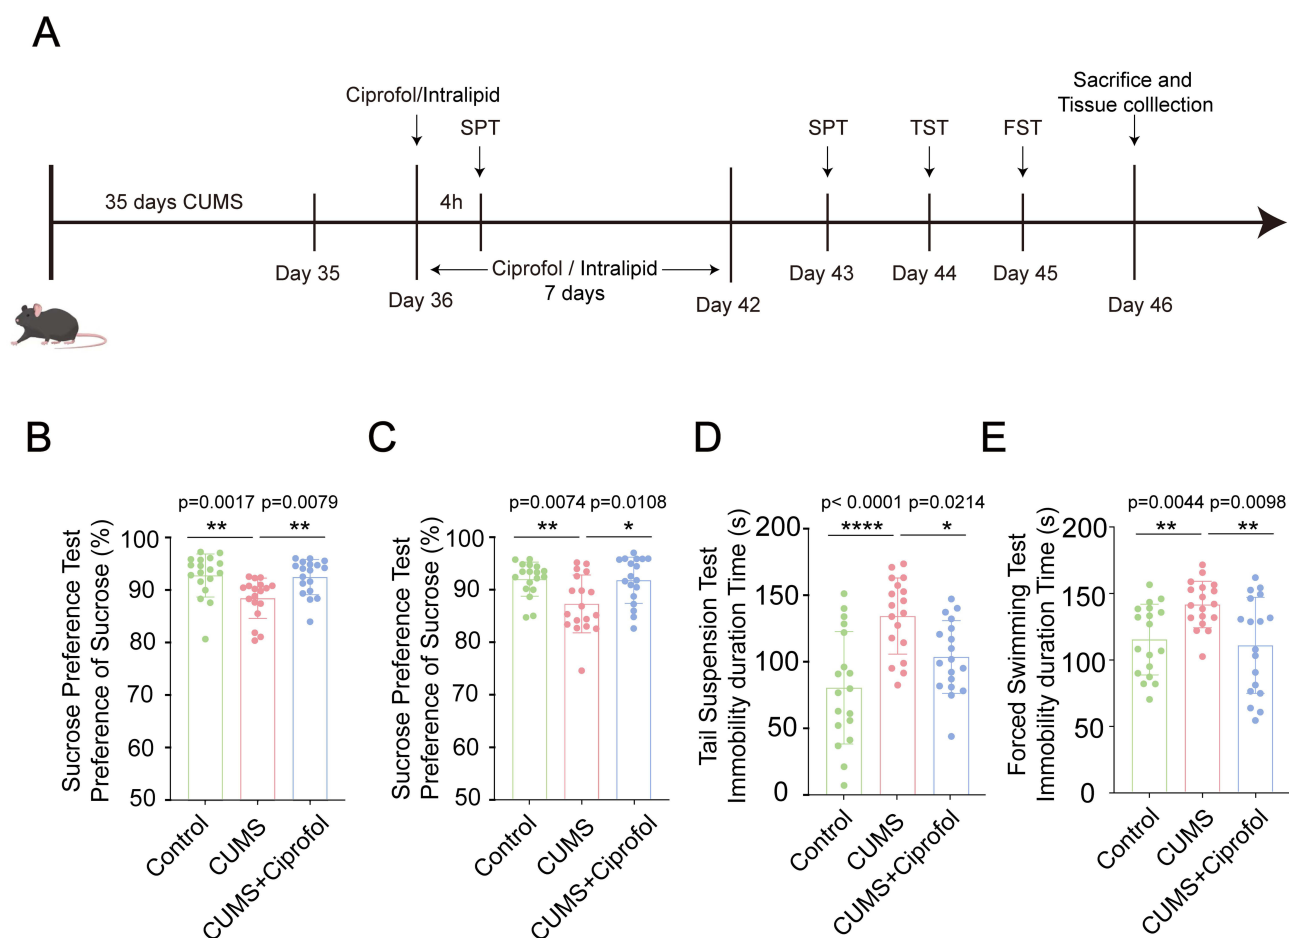 A
Ciprofol/Intralipid
SPT
SPT
TST
FST
Sacrifice and
Tissue colllection
35 days CUMS
4h
Day 35
Day 36
Ciprofol / Intralipid
7 days
Day 42
Day 43
Day 44
Day 45
Day 46
B
p=0.0017 p=0.0079
** **
Sucrose Preference Test
Preference of Sucrose (%)
100
90
80
70
60
50
Control
CUMS
CUMS+Ciprofol
C
p=0.0074 p=0.0108
** *
Sucrose Preference Test
Preference of Sucrose (%)
100
90
80
70
60
50
Control
CUMS
CUMS+Ciprofol
D
p< 0.0001 p=0.0214
**** *
Tail Suspension Test
Immobility duration Time (s)
200
150
100
50
0
Control
CUMS
CUMS+Ciprofol
E
p=0.0044 p=0.0098
** **
Forced Swimming Test
Immobility duration Time (s)
200
150
100
50
0
Control
CUMS
CUMS+Ciprofol